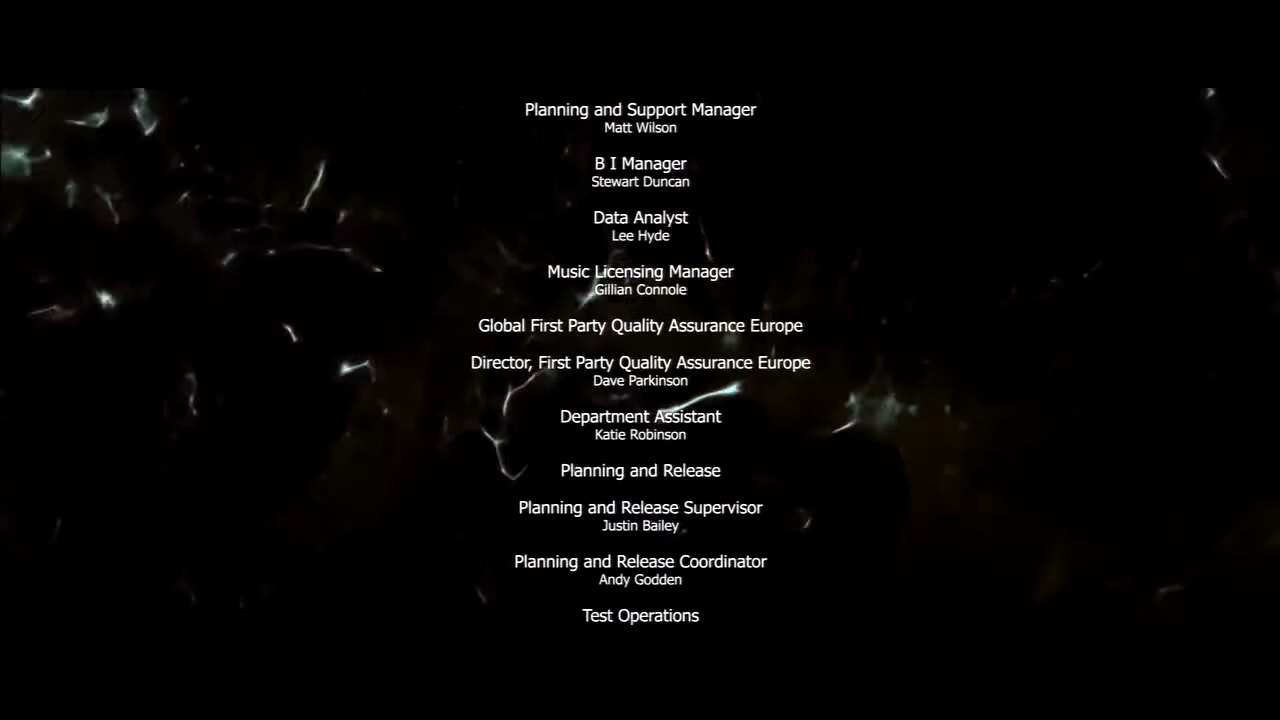 Planning and Support Manager
Matt Wilson
B I Manager
Stewart Duncan
Data Analyst
Lee Hyde
Music Licensing Manager
Gillian Connole
Global First Party Quality Assurance Europe
Director, First Party Quality Assurance Europe
Dave Parkinson
Department Assistant
Katie Robinson
Planning and Release
Planning and Release Supervisor
Justin Bailey
Planning and Release Coordinator
Andy Godden
Test Operations